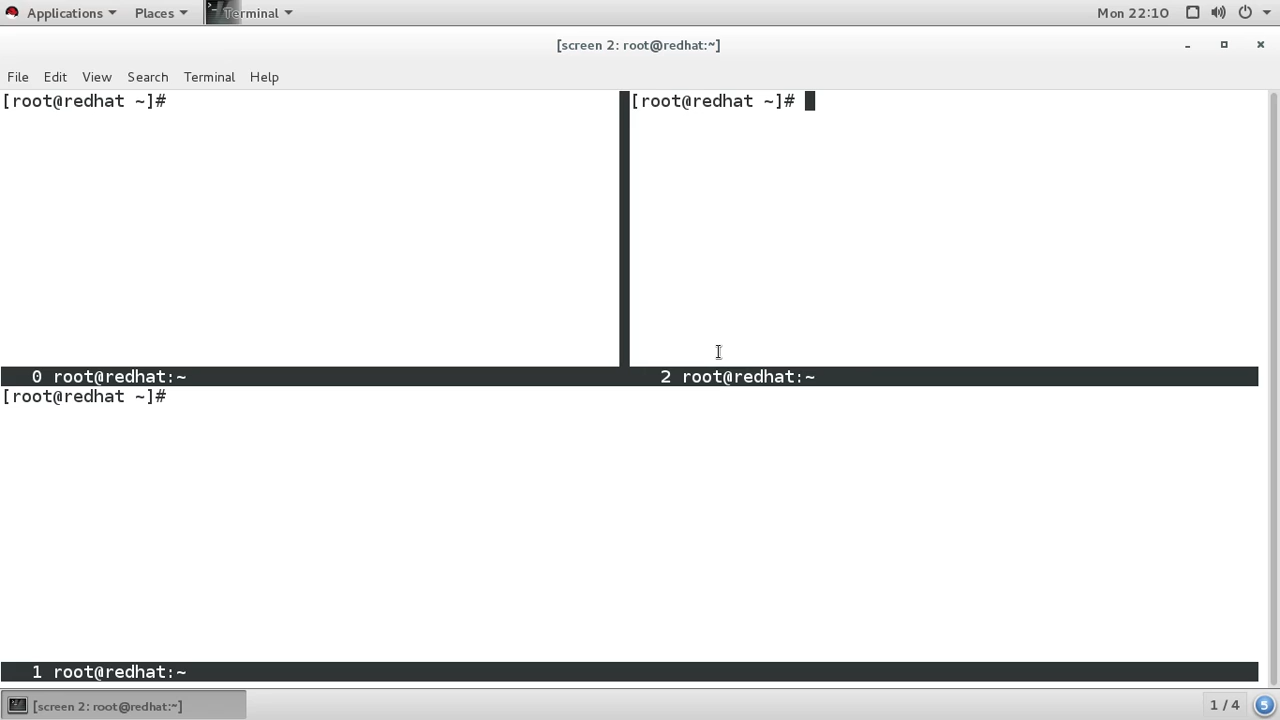 Applications Places Terminal Mon 22:10
[screen 2: root@redhat:~]
File Edit View Search Terminal Help
[root@redhat ~]#
[root@redhat ~]#
0 root@redhat:~
2 root@redhat:~
[root@redhat ~]#
1 root@redhat:~
[screen 2: root@redhat:~] 1 / 4 5